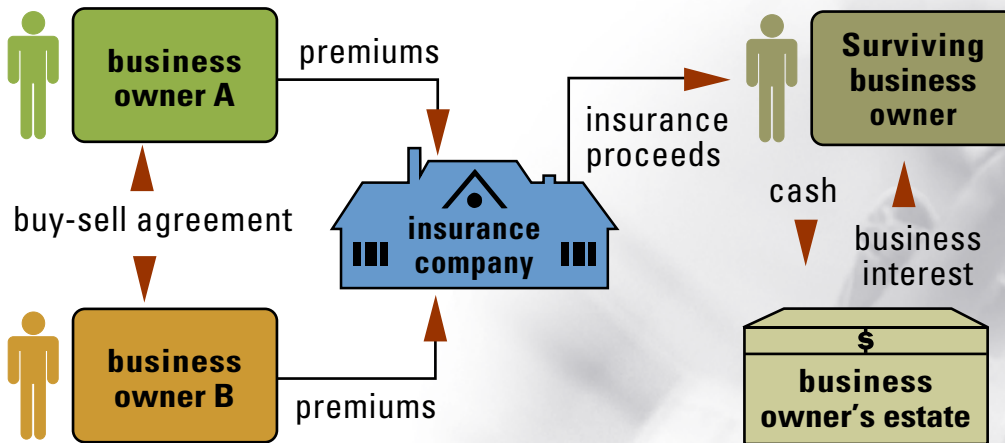 business
owner A
premiums
buy-sell agreement
business
owner B
premiums
insurance
company
insurance
proceeds
Surviving
business
owner
cash
business
interest
$
business
owner's estate